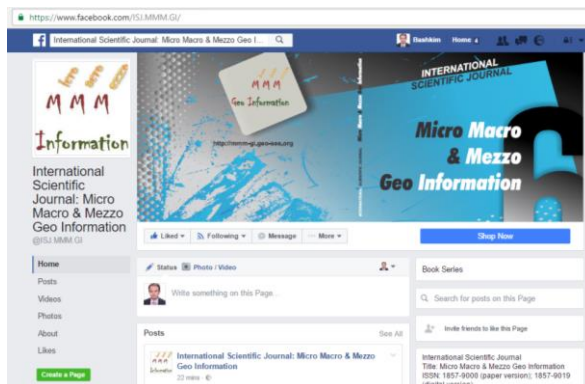 https://www.facebook.com/ISJ.MMM.GI/
International Scientific Journal: Micro Macro & Mezzo Geo I...
Bashkim
Home 4
M M M
Information
International
Scientific
Journal: Micro
Macro & Mezzo
Geo Information
@ISJ.MMM.GI
M M M
Geo Information
http://mmm-gi.geo-see.org
INTERNATIONAL
SCIENTIFIC JOURNAL
Micro Macro
& Mezzo
Geo Information
6
Liked
Following
Message
More
Shop Now
Home
Posts
Videos
Photos
About
Likes
Create a Page
Status
Photo / Video
Write something on this Page...
Posts
See All
International Scientific Journal: Micro Macro & Mezzo
Geo Information
22 mins
Book Series
Search for posts on this Page
Invite friends to like this Page
International Scientific Journal
Title: Micro Macro & Mezzo Geo Information
ISSN: 1857-9000 (paper version); 1857-9019
(digital version)